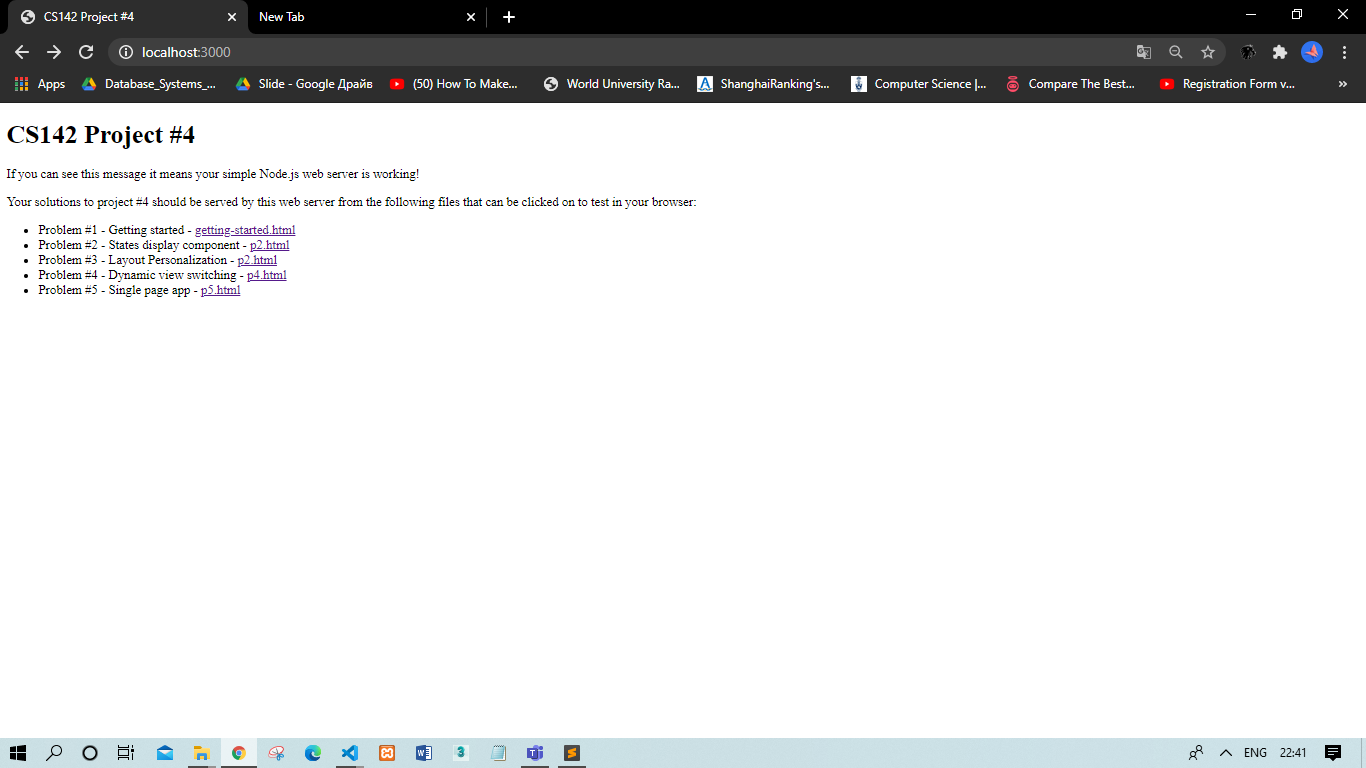 CS142 Project #4
New Tab
localhost:3000
Apps
Database_Systems_...
Slide - Google Драйв
(50) How To Make...
World University Ra...
ShanghaiRanking's...
Computer Science |...
Compare The Best...
Registration Form v...
»
CS142 Project #4
If you can see this message it means your simple Node.js web server is working!
Your solutions to project #4 should be served by this web server from the following files that can be clicked on to test in your browser:
• Problem #1 - Getting started - getting-started.html
• Problem #2 - States display component - p2.html
• Problem #3 - Layout Personalization - p2.html
• Problem #4 - Dynamic view switching - p4.html
• Problem #5 - Single page app - p5.html
ENG
22:41